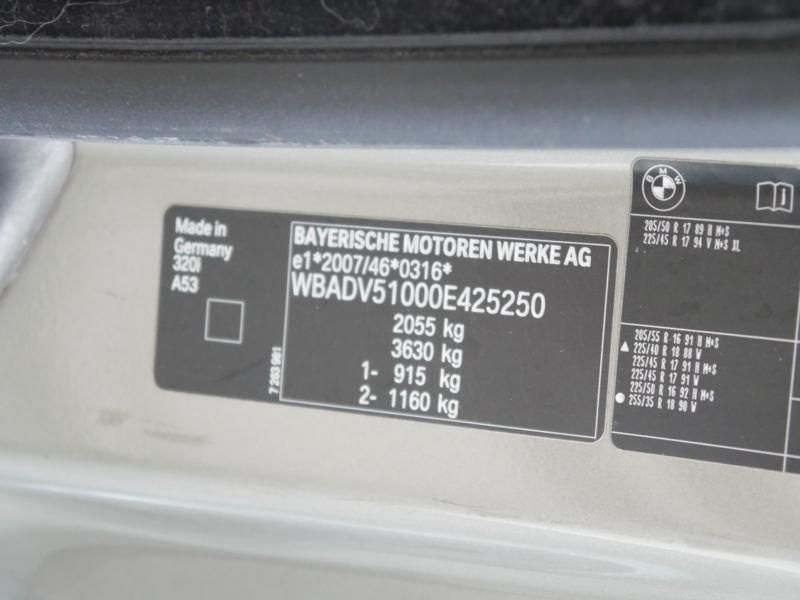 Made in
Germany
320i
A53
7 203 001
BAYERISCHE MOTOREN WERKE AG
e1*2007/46*0316*
WBADV51000E425250
2055 kg
3630 kg
1- 915 kg
2- 1160 kg
BMW
i
205/50 R 17 89 H M+S
225/45 R 17 94 V M+S XL
205/55 R 16 91 H M+S
225/40 R 18 88 W
225/45 R 17 91 H M+S
225/45 R 17 91 W
225/50 R 16 92 H M+S
255/35 R 18 90 W